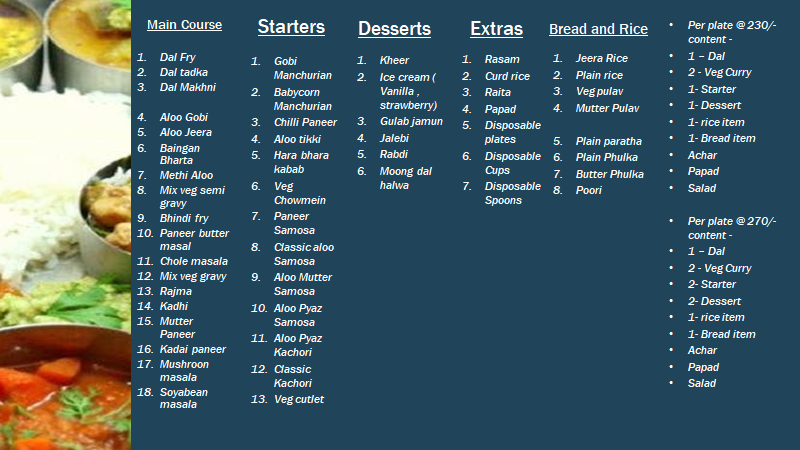 Main Course
1. Dal Fry
2. Dal tadka
3. Dal Makhni
4. Aloo Gobi
5. Aloo Jeera
6. Baingan
Bharta
7. Methi Aloo
8. Mix veg semi
gravy
9. Bhindi fry
10. Paneer butter
masal
11. Chole masala
12. Mix veg gravy
13. Rajma
14. Kadhi
15. Mutter
Paneer
16. Kadai paneer
17. Mushroon
masala
18. Soyabean
masala
Starters
1. Gobi
Manchurian
2. Babycorn
Manchurian
3. Chilli Paneer
4. Aloo tikki
5. Hara bhara
kabab
6. Veg
Chowmein
7. Paneer
Samosa
8. Classic aloo
Samosa
9. Aloo Mutter
Samosa
10. Aloo Pyaz
Samosa
11. Aloo Pyaz
Kachori
12. Classic
Kachori
13. Veg cutlet
Desserts
1. Kheer
2. Ice cream (
Vanilla ,
strawberry)
3. Gulab jamun
4. Jalebi
5. Rabdi
6. Moong dal
halwa
Extras
1. Rasam
2. Curd rice
3. Raita
4. Papad
5. Disposable
plates
6. Disposable
Cups
7. Disposable
Spoons
Bread and Rice
1. Jeera Rice
2. Plain rice
3. Veg pulav
4. Mutter Pulav
5. Plain paratha
6. Plain Phulka
7. Butter Phulka
8. Poori
• Per plate @ 230/-
content -
• 1 – Dal
• 2 - Veg Curry
• 1- Starter
• 1- Dessert
• 1- rice item
• 1- Bread item
• Achar
• Papad
• Salad
• Per plate @ 270/-
content -
• 1 – Dal
• 2 - Veg Curry
• 2- Starter
• 2- Dessert
• 1- rice item
• 1- Bread item
• Achar
• Papad
• Salad